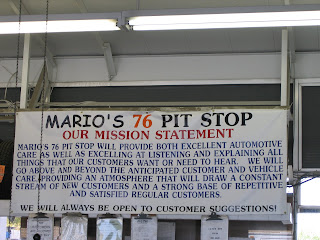 MARIO'S 76 PIT STOP
OUR MISSION STATEMENT
MARIO'S 76 PIT STOP WILL PROVIDE BOTH EXCELLENT AUTOMOTIVE
CARE AS WELL AS EXCELLING AT LISTENING AND EXPLAINING ALL
THINGS THAT OUR CUSTOMERS WANT OR NEED TO HEAR. WE WILL
GO ABOVE AND BEYOND THE ANTICIPATED CUSTOMER AND VEHICLE
CARE PROVIDING AN ATMOSPHERE THAT WILL DRAW A CONSTANT
STREAM OF NEW CUSTOMERS AND A STRONG BASE OF REPETITIVE
AND SATISFIED REGULAR CUSTOMERS.
WE WILL ALWAYS BE OPEN TO CUSTOMER SUGGESTIONS!